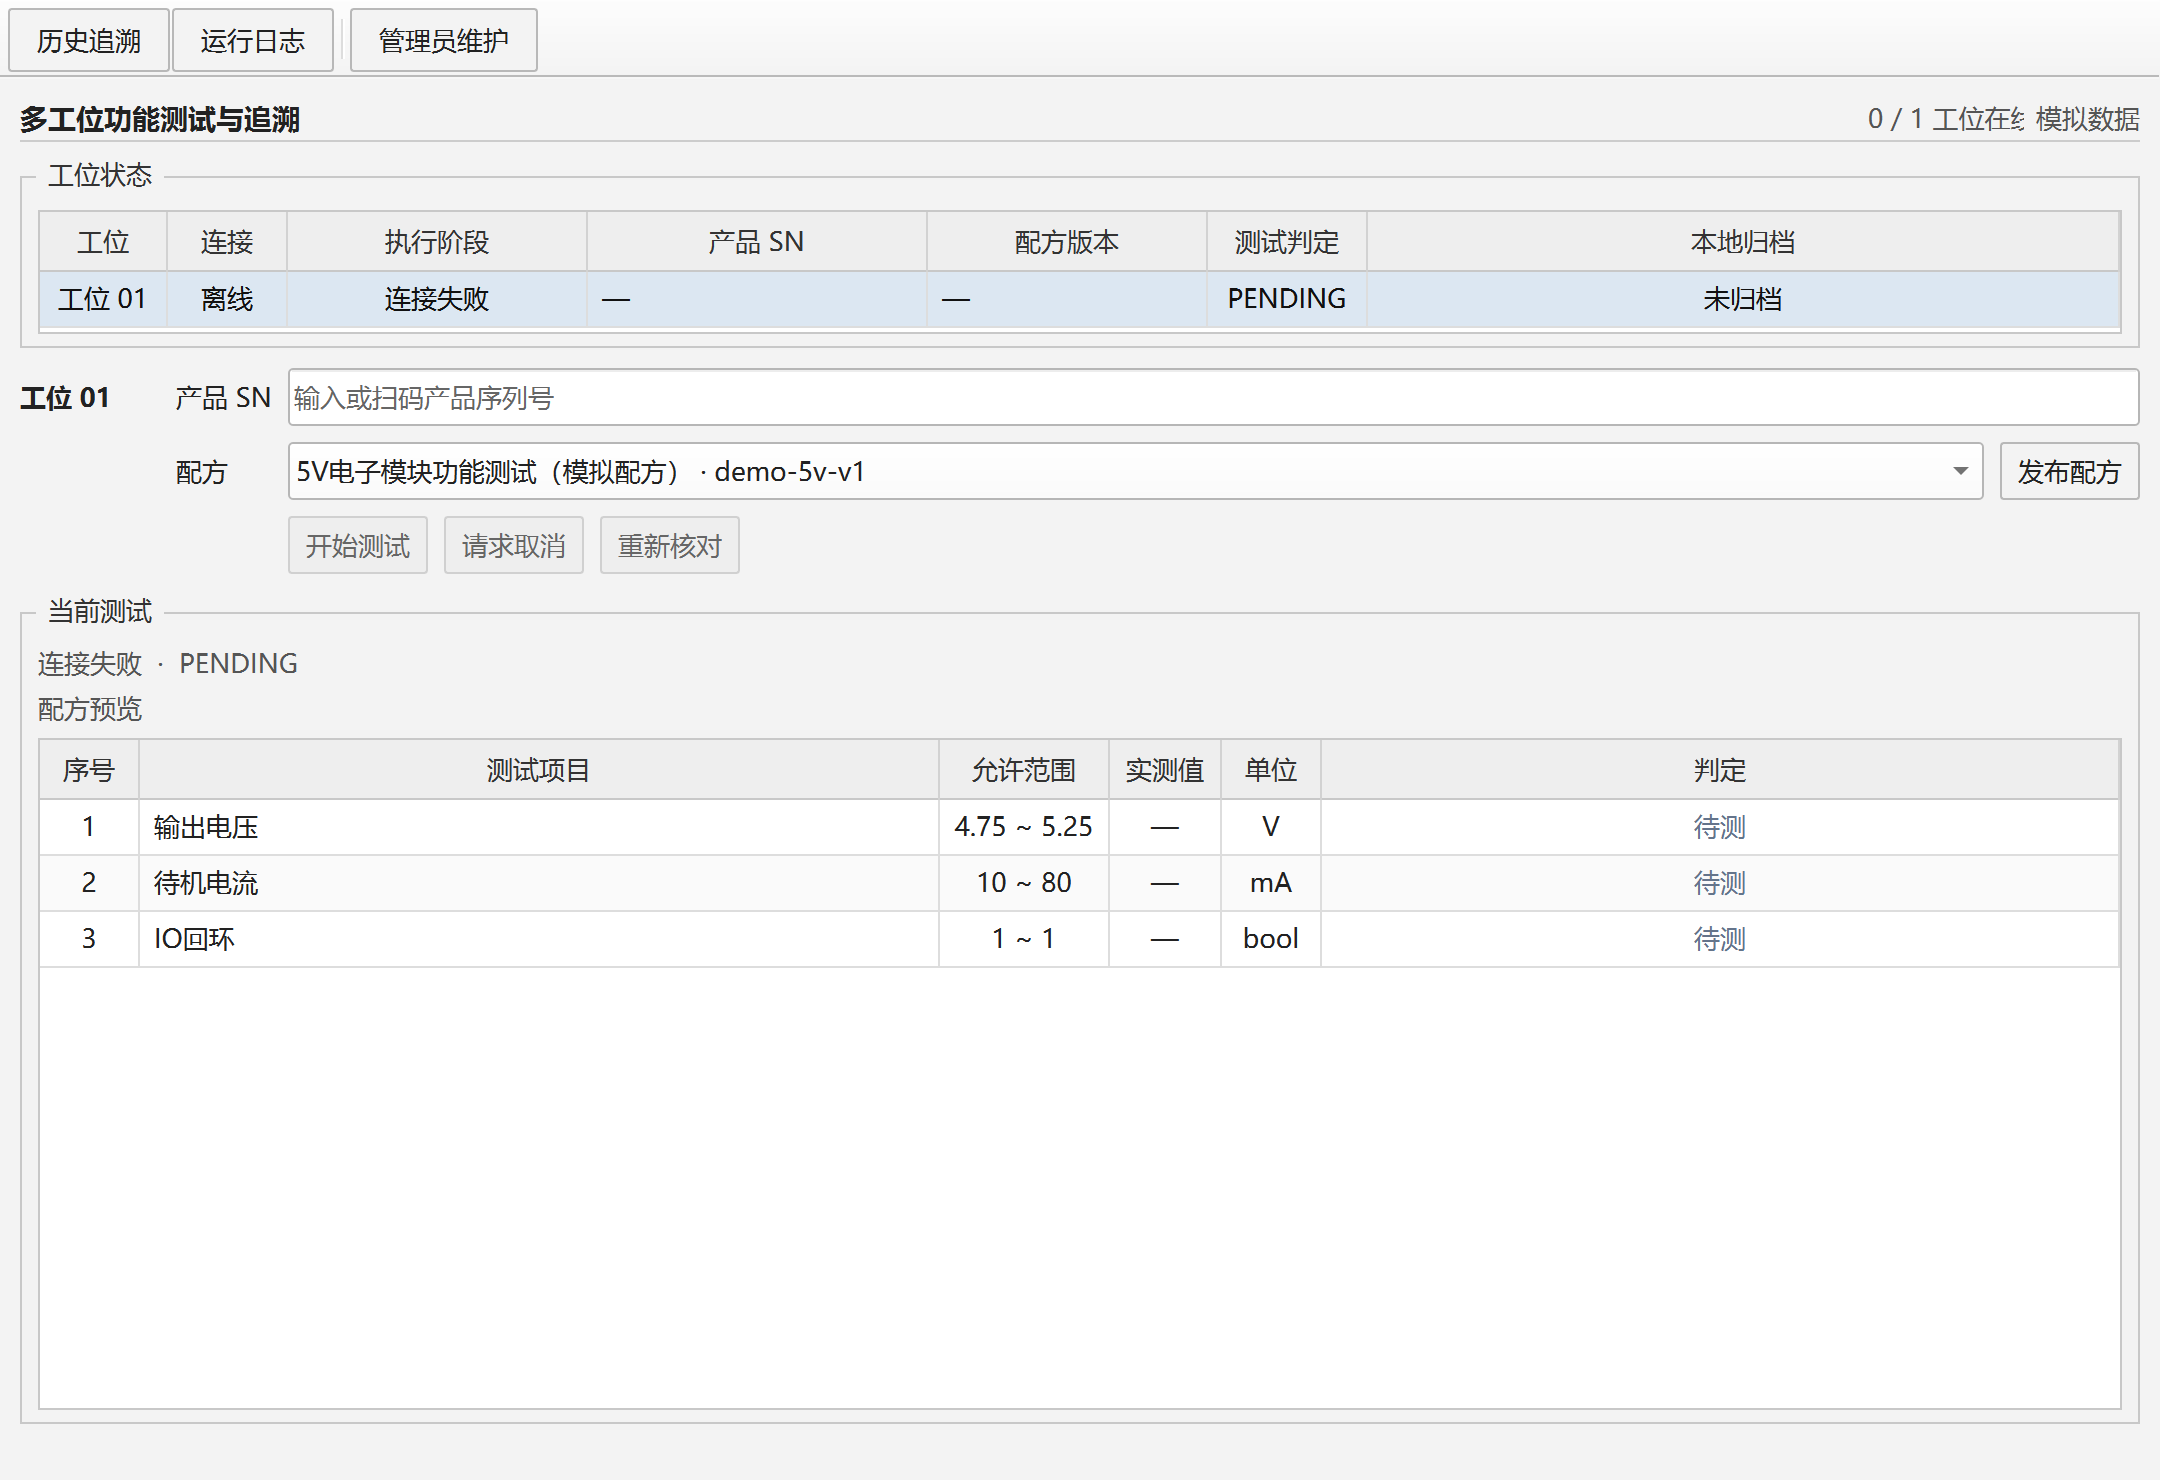 历史追溯 运行日志 管理员维护
多工位功能测试与追溯 0 / 1 工位在线 模拟数据
工位状态
工位 连接 执行阶段 产品 SN 配方版本 测试判定 本地归档
工位 01 离线 连接失败 — — PENDING 未归档
工位 01 产品 SN 输入或扫码产品序列号
配方 5V电子模块功能测试（模拟配方） · demo-5v-v1 发布配方
开始测试 请求取消 重新核对
当前测试
连接失败 · PENDING
配方预览
序号 测试项目 允许范围 实测值 单位 判定
1 输出电压 4.75 ~ 5.25 — V 待测
2 待机电流 10 ~ 80 — mA 待测
3 IO回环 1 ~ 1 — bool 待测